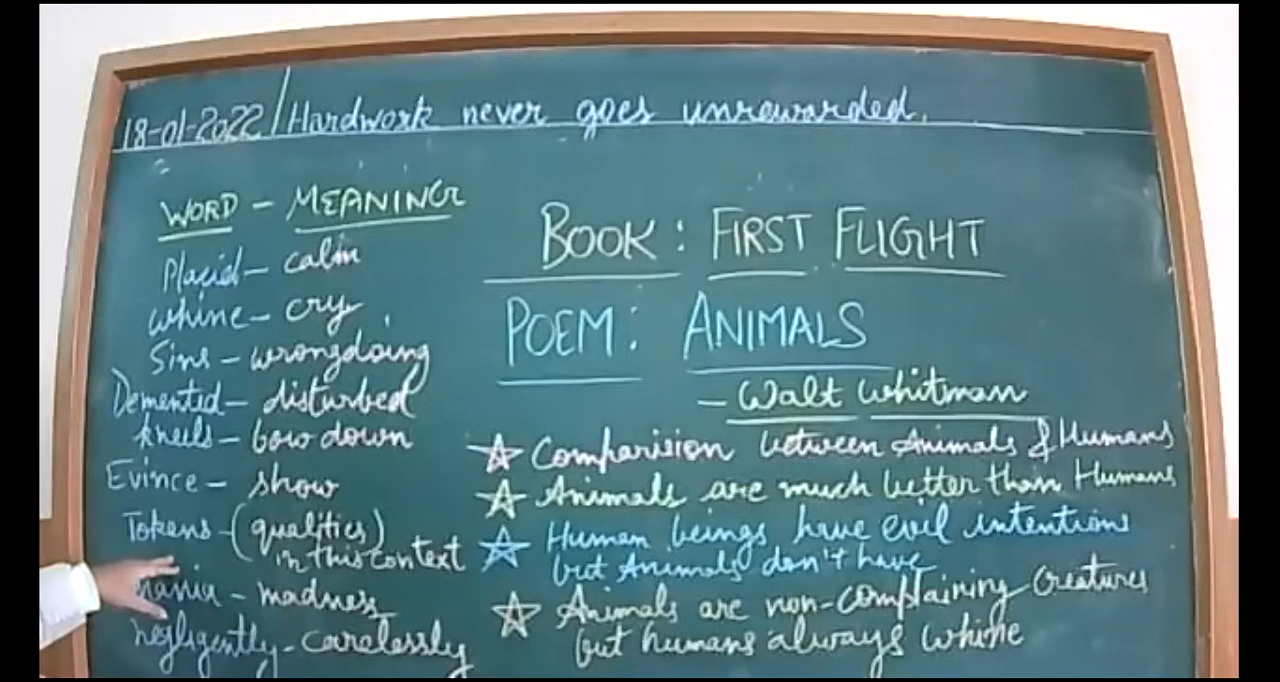 18-01-2022 / Hardwork never goes unrewarded.
WORD - MEANING
Placid - calm
whine - cry
Sins - wrongdoing
Demented - disturbed
kneels - bow down
Evince - show
Tokens - (qualities)
in this context
mania - madness
negligently - carelessly
BOOK : FIRST FLIGHT
POEM : ANIMALS
- Walt Whitman
☆ Comparision between Animals & Humans
☆ Animals are much better than Humans
☆ Human beings have evil intentions
but Animals don't have
☆ Animals are non-complaining creatures
but humans always whine